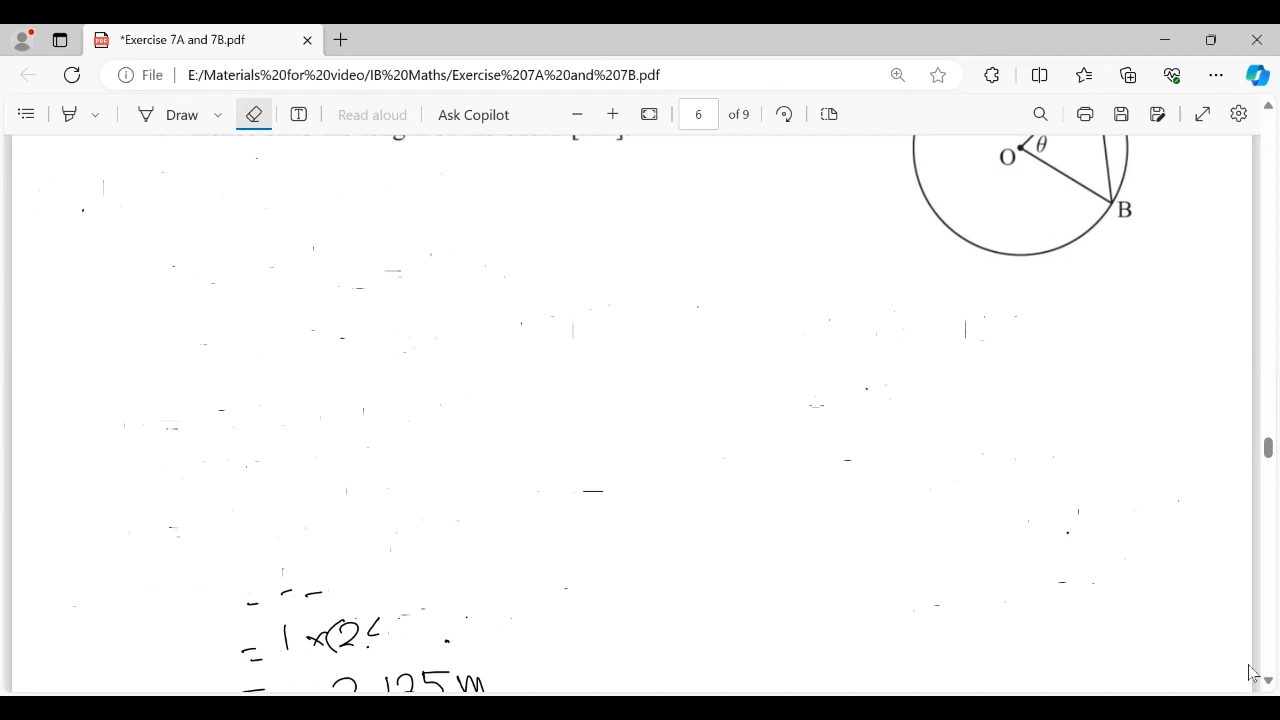 *Exercise 7A and 7B.pdf
File E:/Materials%20for%20video/IB%20Maths/Exercise%207A%20and%207B.pdf
Draw Read aloud Ask Copilot 6 of 9
O θ
B
= 1 ×(2
= 2.125m